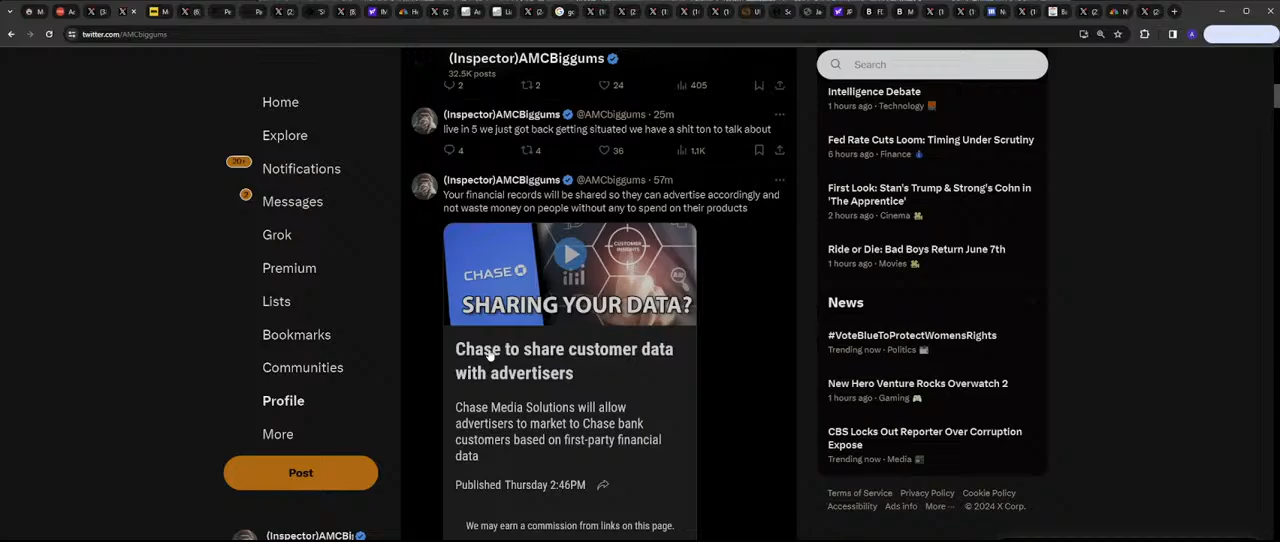 twitter.com/AMCbiggums
(Inspector)AMCBiggums
32.5K posts
2
2
24
405
(Inspector)AMCBiggums @AMCbiggums · 25m
live in 5 we just got back getting situated we have a shit ton to talk about
4
4
36
1.1K
(Inspector)AMCBiggums @AMCbiggums · 57m
Your financial records will be shared so they can advertise accordingly and
not waste money on people without any to spend on their products
CHASE
CUSTOMER
INSIGHTS
SHARING YOUR DATA?
Chase to share customer data
with advertisers
Chase Media Solutions will allow
advertisers to market to Chase bank
customers based on first-party financial
data
Published Thursday 2:46PM
We may earn a commission from links on this page.
Home
Explore
20+
Notifications
Messages
Grok
Premium
Lists
Bookmarks
Communities
Profile
More
Post
(Inspector)AMCBi
Search
Intelligence Debate
1 hours ago · Technology
Fed Rate Cuts Loom: Timing Under Scrutiny
6 hours ago · Finance
First Look: Stan's Trump & Strong's Cohn in
'The Apprentice'
2 hours ago · Cinema
Ride or Die: Bad Boys Return June 7th
1 hours ago · Movies
News
#VoteBlueToProtectWomensRights
Trending now · Politics
New Hero Venture Rocks Overwatch 2
1 hours ago · Gaming
CBS Locks Out Reporter Over Corruption
Expose
Trending now · Media
Terms of Service Privacy Policy Cookie Policy
Accessibility Ads info More ··· © 2024 X Corp.